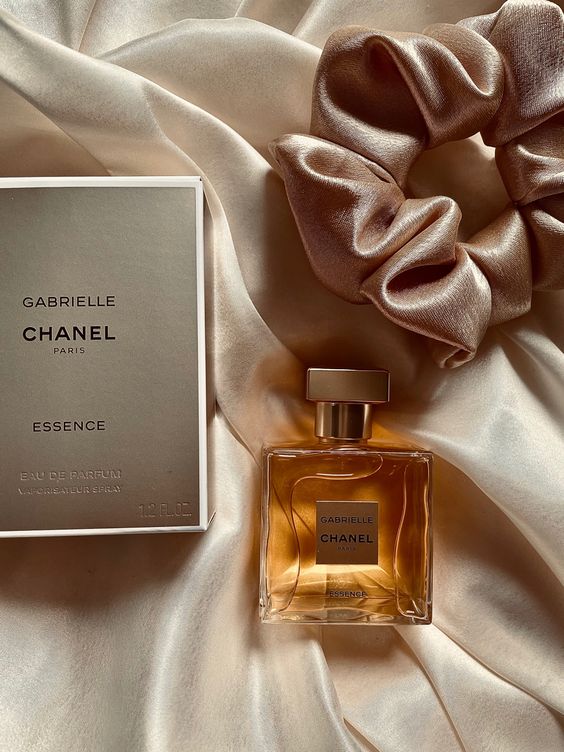 GABRIELLE
CHANEL
PARIS
ESSENCE
EAU DE PARFUM
VAPORISATEUR SPRAY
1.2 FL.OZ.
GABRIELLE
CHANEL
PARIS
ESSENCE